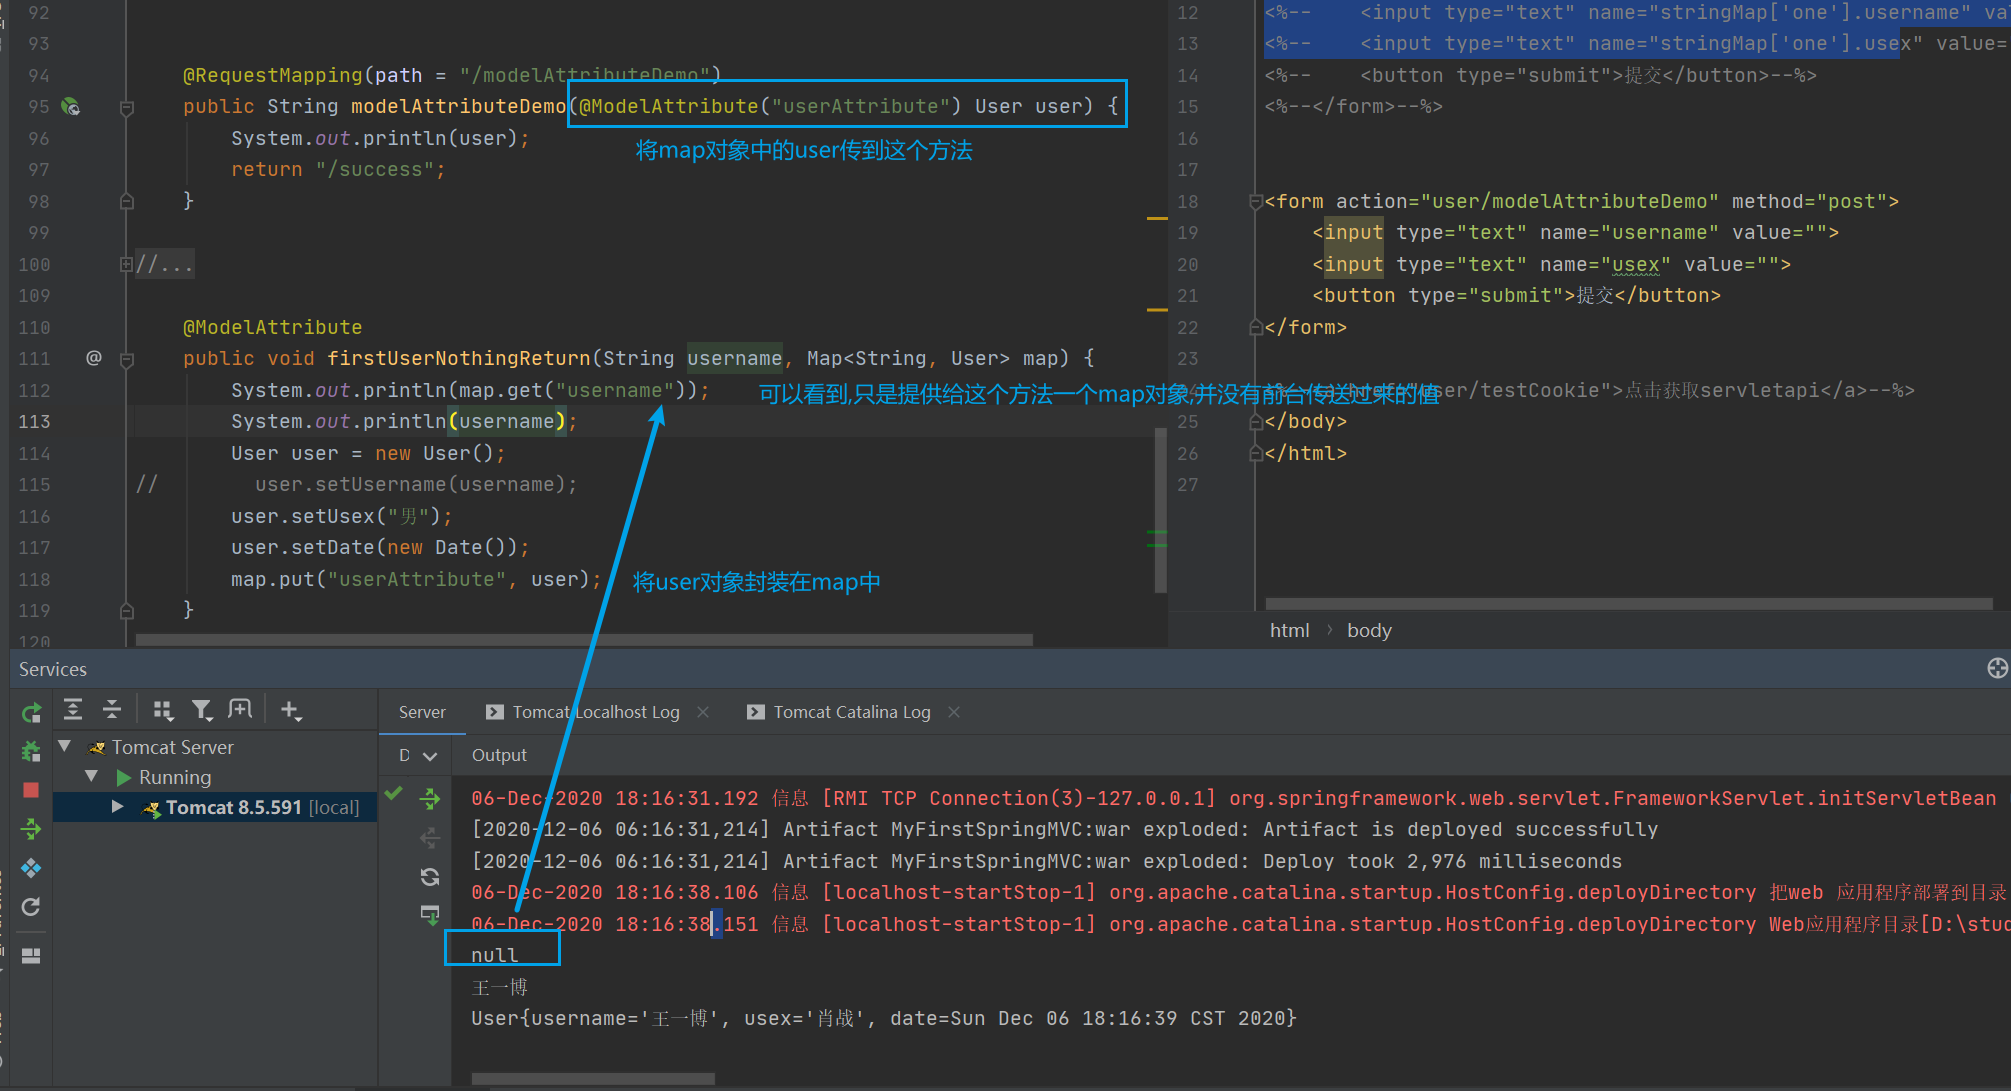 92
93
94 @RequestMapping(path = "/modelAttributeDemo")
95 public String modelAttributeDemo(@ModelAttribute("userAttribute") User user) {
96 System.out.println(user);
将map对象中的user传到这个方法
97 return "/success";
98 }
99
100 //...
109
110 @ModelAttribute
111 public void firstUserNothingReturn(String username, Map<String, User> map) {
112 System.out.println(map.get("username"));
可以看到,只是提供给这个方法一个map对象,并没有前台传送过来的值
113 System.out.println(username);
114 User user = new User();
115 // user.setUsername(username);
116 user.setUsex("男");
117 user.setDate(new Date());
118 map.put("userAttribute", user);
将user对象封装在map中
119 }
120
12 <%-- <input type="text" name="stringMap['one'].username" va
13 <%-- <input type="text" name="stringMap['one'].usex" value=
14 <%-- <button type="submit">提交</button>--%>
15 <%--</form>--%>
16
17
18 <form action="user/modelAttributeDemo" method="post">
19 <input type="text" name="username" value="">
20 <input type="text" name="usex" value="">
21 <button type="submit">提交</button>
22 </form>
23
/testCookie">点击获取servletapi</a>--%>
25 </body>
26 </html>
27
html › body
Services
Server Tomcat Localhost Log Tomcat Catalina Log
Tomcat Server
Running
Tomcat 8.5.591 [local]
D Output
06-Dec-2020 18:16:31.192 信息 [RMI TCP Connection(3)-127.0.0.1] org.springframework.web.servlet.FrameworkServlet.initServletBean
[2020-12-06 06:16:31,214] Artifact MyFirstSpringMVC:war exploded: Artifact is deployed successfully
[2020-12-06 06:16:31,214] Artifact MyFirstSpringMVC:war exploded: Deploy took 2,976 milliseconds
06-Dec-2020 18:16:38.106 信息 [localhost-startStop-1] org.apache.catalina.startup.HostConfig.deployDirectory 把web 应用程序部署到目录
06-Dec-2020 18:16:38.151 信息 [localhost-startStop-1] org.apache.catalina.startup.HostConfig.deployDirectory Web应用程序目录[D:\stud
null
王一博
User{username='王一博', usex='肖战', date=Sun Dec 06 18:16:39 CST 2020}